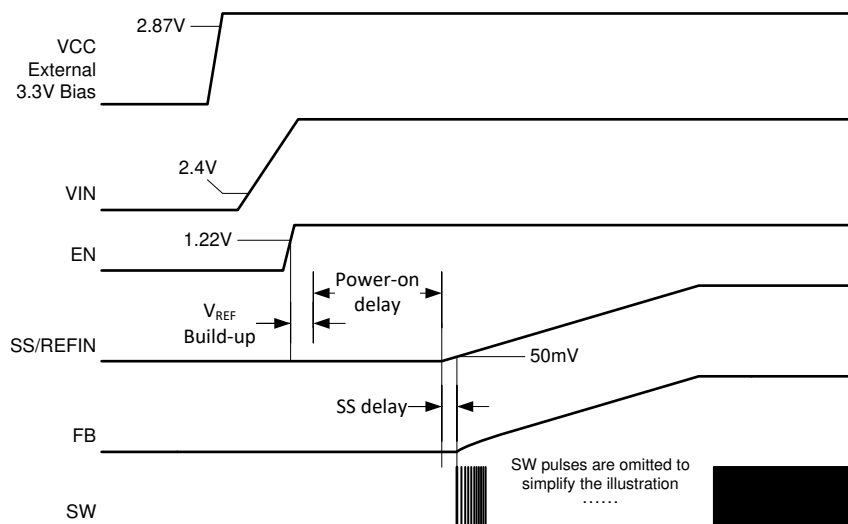 2.87V
VCC
External
3.3V Bias
2.4V
VIN
1.22V
EN
Power-on
delay
VREF
Build-up
SS/REFIN
50mV
SS delay
FB
SW pulses are omitted to
simplify the illustration
......
SW